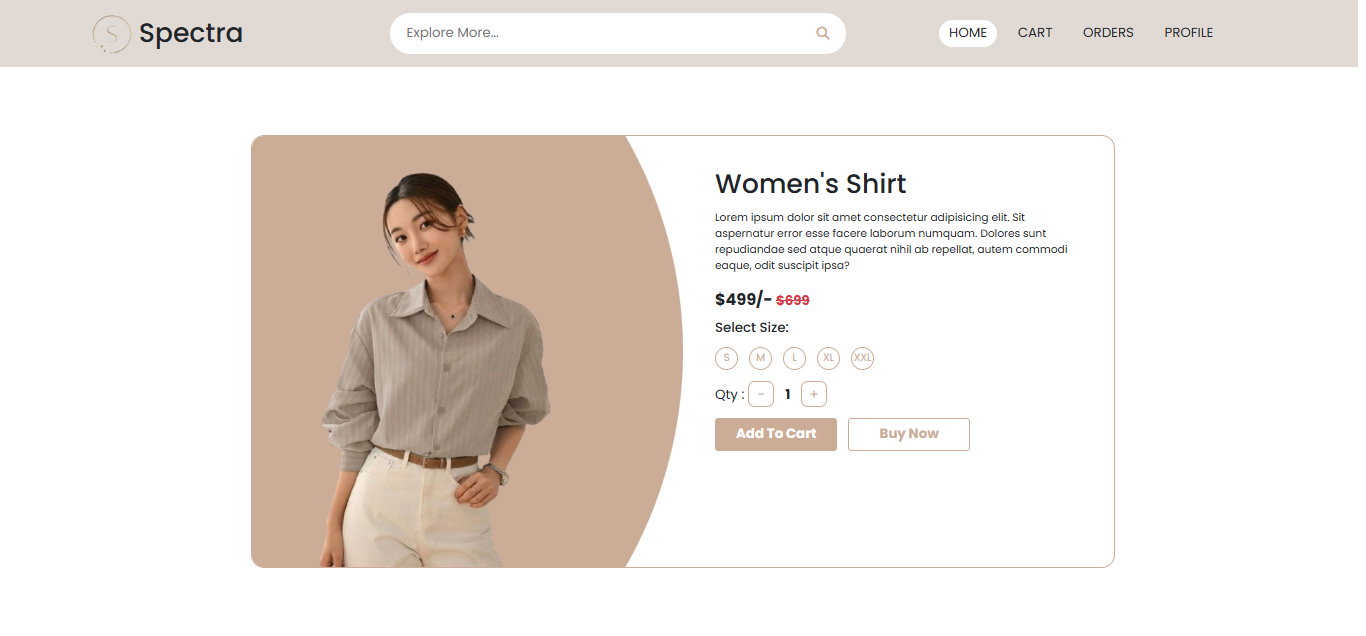 S Spectra
Explore More...
HOME CART ORDERS PROFILE
Women's Shirt
Lorem ipsum dolor sit amet consectetur adipisicing elit. Sit
aspernatur error esse facere laborum numquam. Dolores sunt
repudiandae sed atque quaerat nihil ab repellat, autem commodi
eaque, odit suscipit ipsa?
$499/- $699
Select Size:
S M L XL XXL
Qty : - 1 +
Add To Cart Buy Now